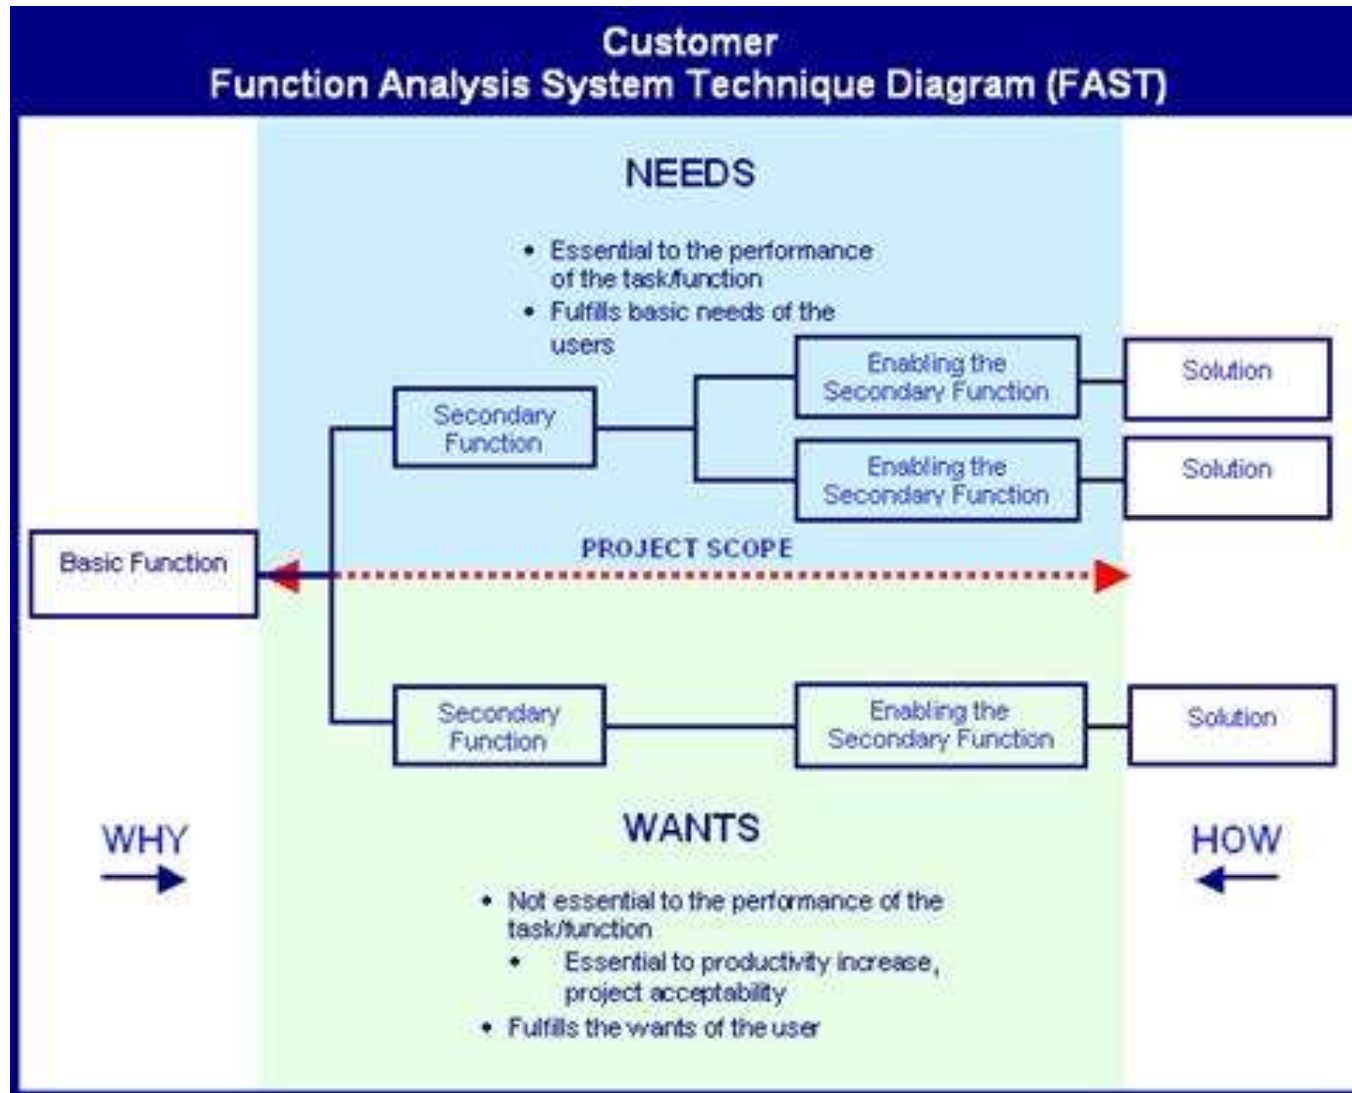 Customer
Function Analysis System Technique Diagram (FAST)
NEEDS
• Essential to the performance
of the task/function
• Fulfills basic needs of the
users
Enabling the
Secondary Function
Solution
Secondary
Function
Enabling the
Secondary Function
Solution
Basic Function
PROJECT SCOPE
Secondary
Function
Enabling the
Secondary Function
Solution
WHY
WANTS
HOW
• Not essential to the performance of the
task/function
• Essential to productivity increase,
project acceptability
• Fulfills the wants of the user